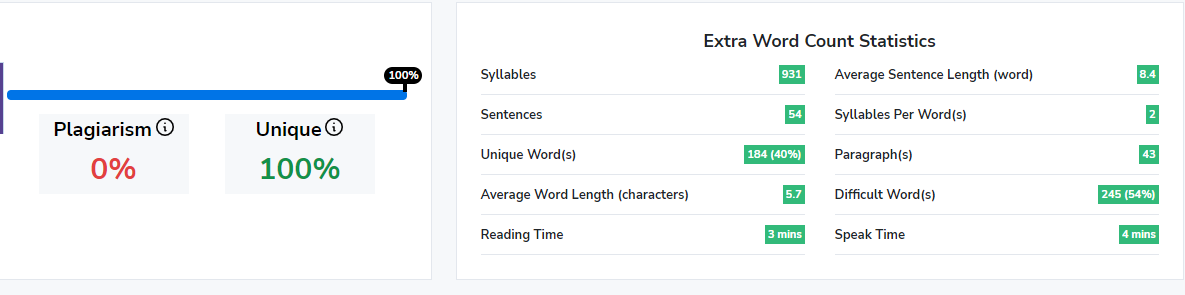 100%
Plagiarism
0%
Unique
100%
Extra Word Count Statistics
Syllables 931
Sentences 54
Unique Word(s) 184 (40%)
Average Word Length (characters) 5.7
Reading Time 3 mins
Average Sentence Length (word) 8.4
Syllables Per Word(s) 2
Paragraph(s) 43
Difficult Word(s) 245 (54%)
Speak Time 4 mins